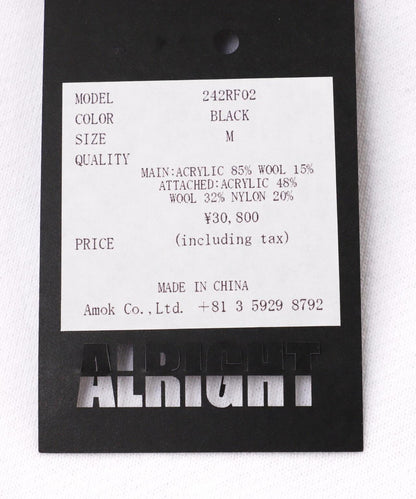 MODEL 242RF02
COLOR BLACK
SIZE M
QUALITY
MAIN:ACRYLIC 85% WOOL 15%
ATTACHED:ACRYLIC 48%
WOOL 32% NYLON 20%
¥30,800
PRICE (including tax)
MADE IN CHINA
Amok Co.,Ltd. +81 3 5929 8792
ALRIGHT